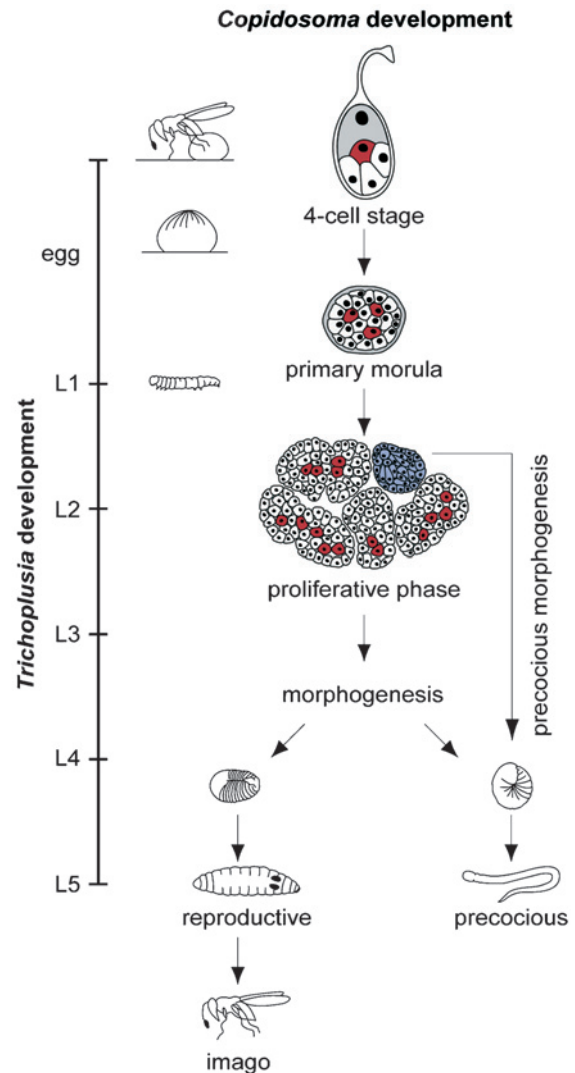 Copidosoma development
4-cell stage
egg
primary morula
L1
L2
proliferative phase
L3
morphogenesis
L4
L5
reproductive
precocious
imago
Trichoplusia development
precocious morphogenesis